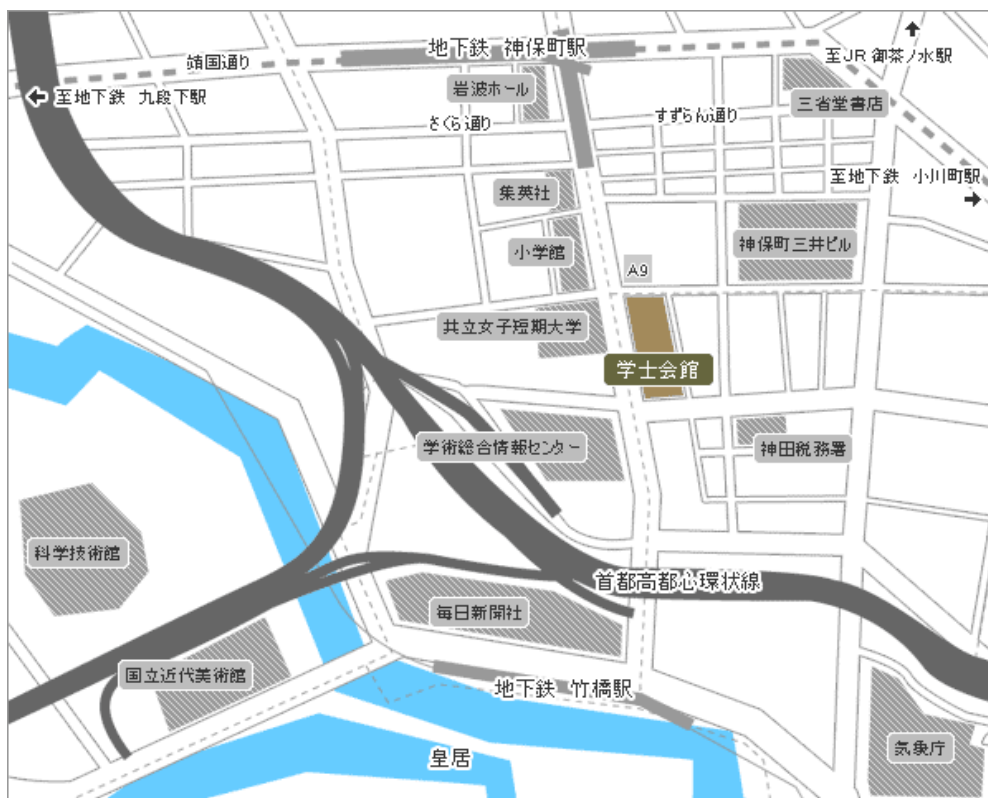 地下鉄 神保町駅
靖国通り
至JR 御茶ノ水駅
岩波ホール
至地下鉄 九段下駅
三省堂書店
さくら通り
すずらん通り
至地下鉄 小川町駅
集英社
神保町三井ビル
小学館
A9
共立女子短期大学
学士会館
学術総合情報センター
神田税務署
科学技術館
首都高都心環状線
毎日新聞社
国立近代美術館
地下鉄 竹橋駅
気象庁
皇居